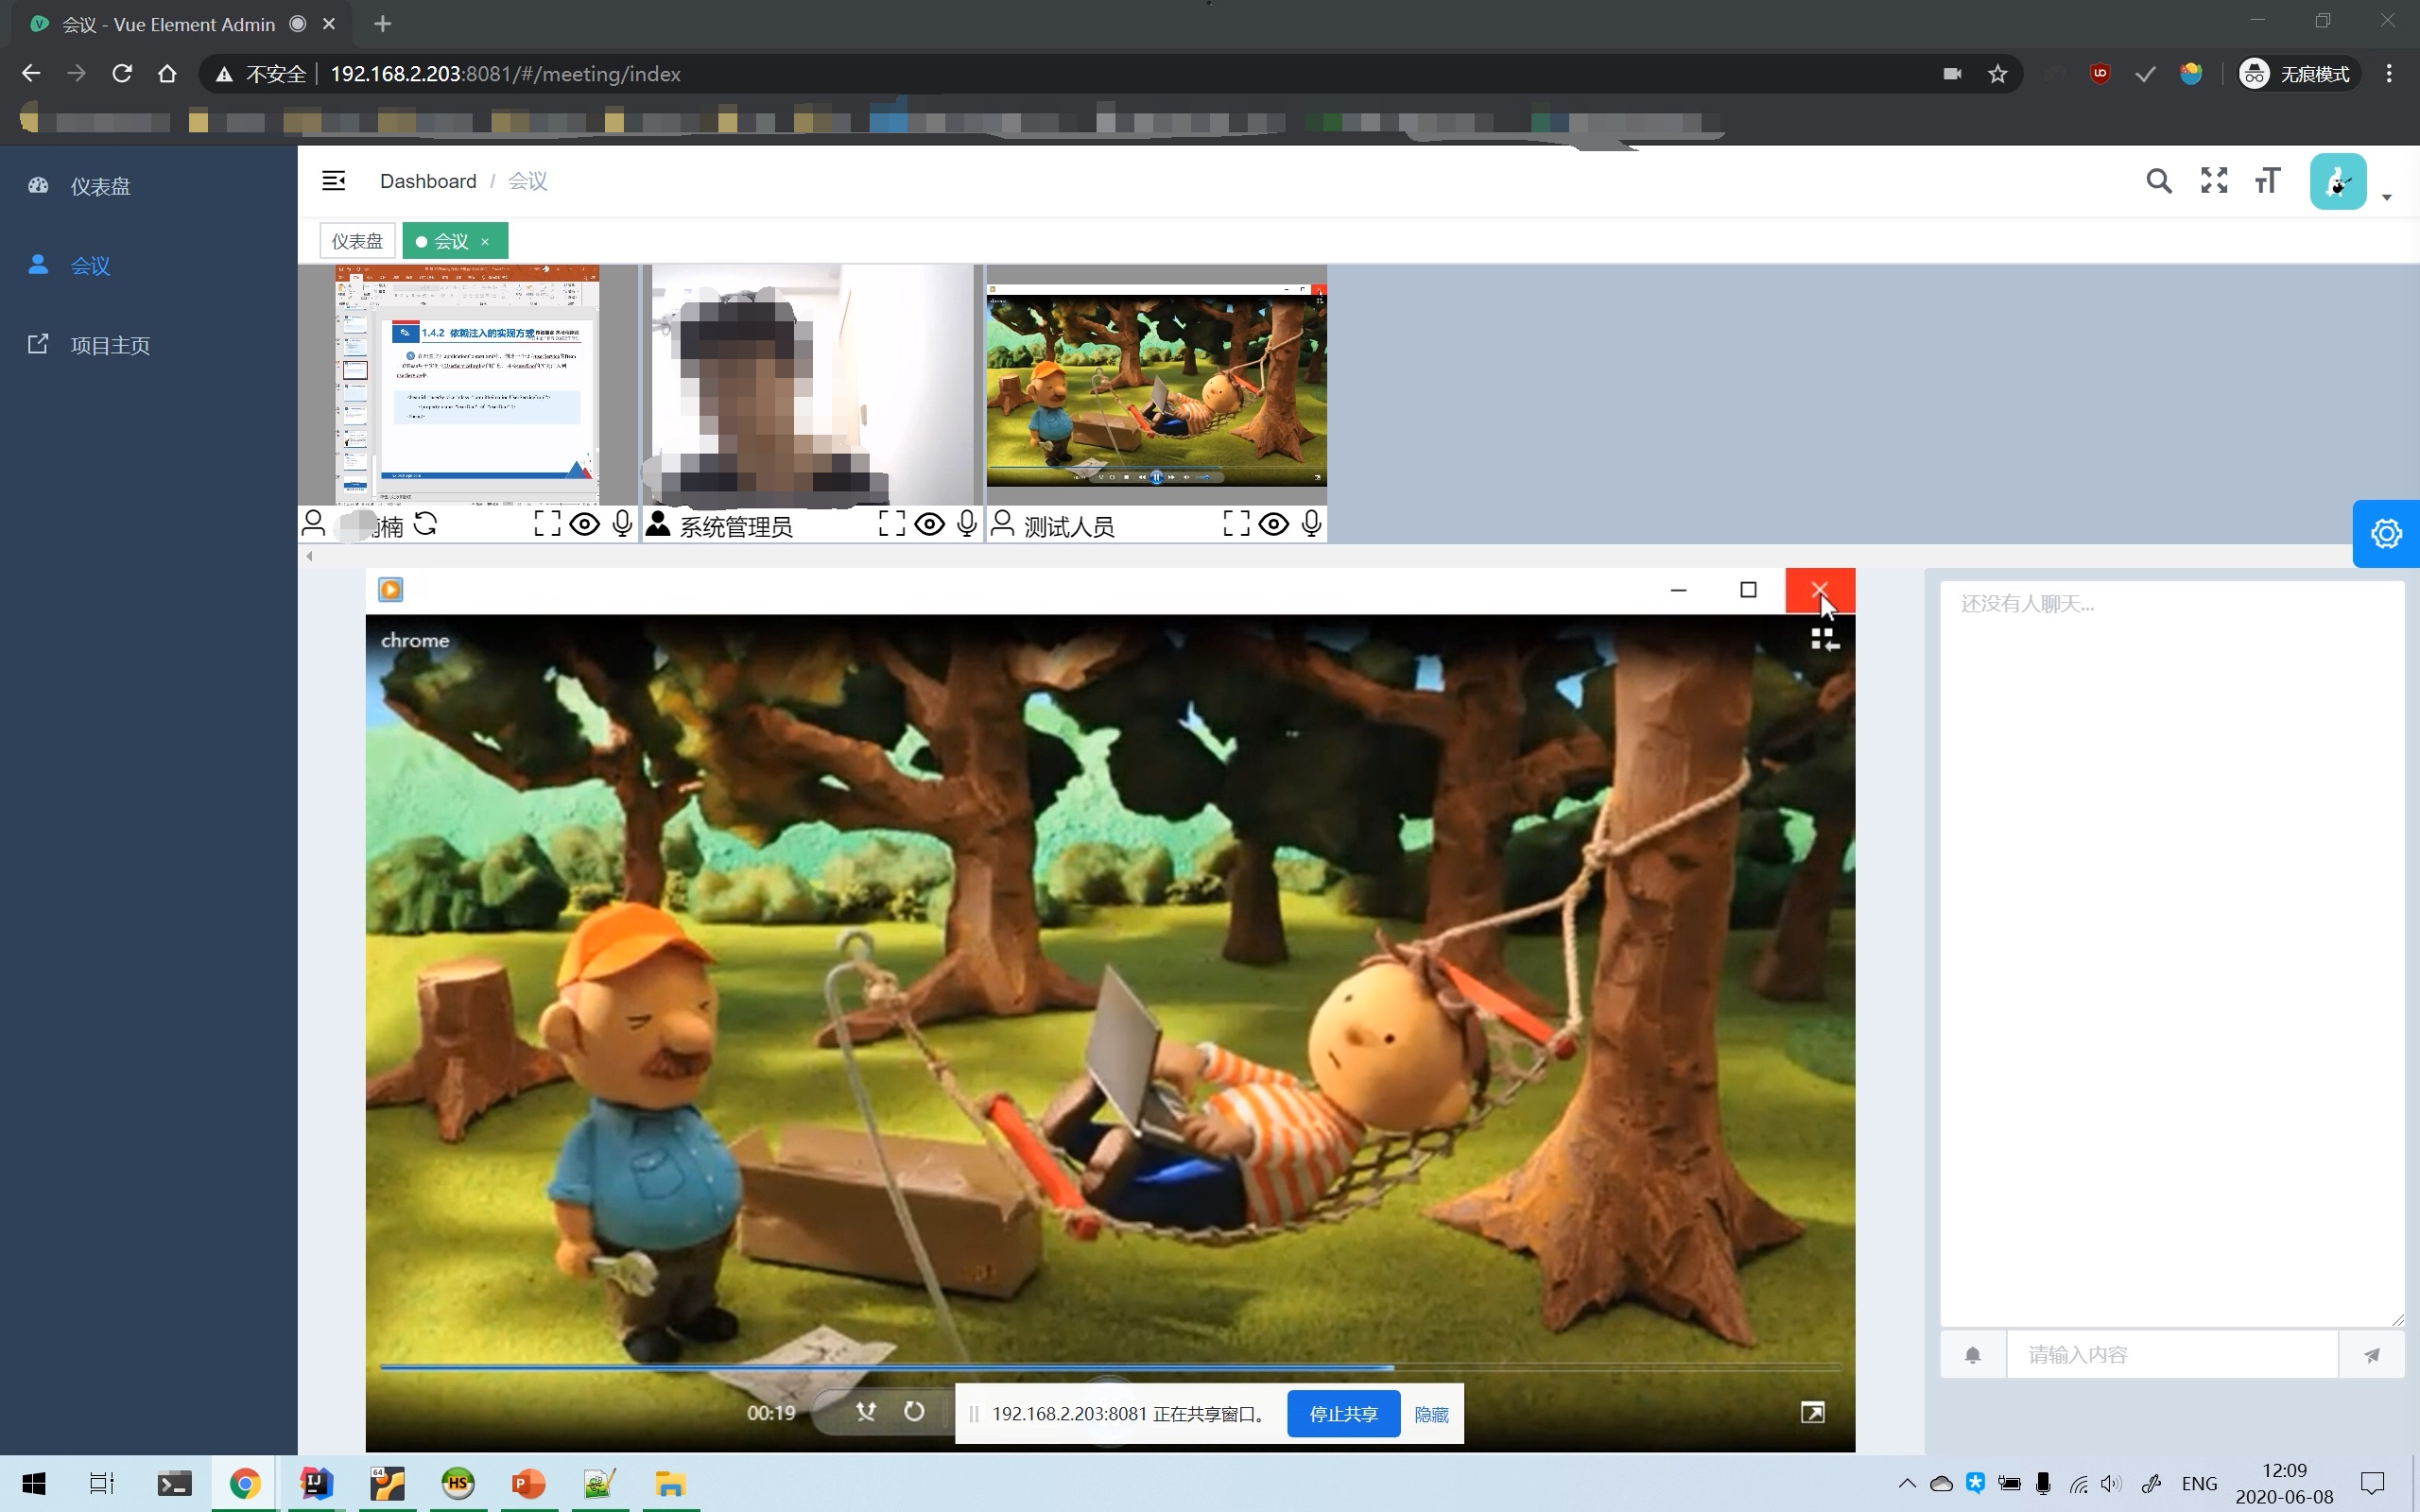 会议 - Vue Element Admin
不安全
192.168.2.203:8081/#/meeting/index
无痕模式
仪表盘
会议
项目主页
Dashboard / 会议
仪表盘
会议
1.4.2 依赖注入的实现方式
楠
系统管理员
测试人员
chrome
还没有人聊天...
请输入内容
00:19
192.168.2.203:8081 正在共享窗口。
停止共享
隐藏
ENG
12:09
2020-06-08